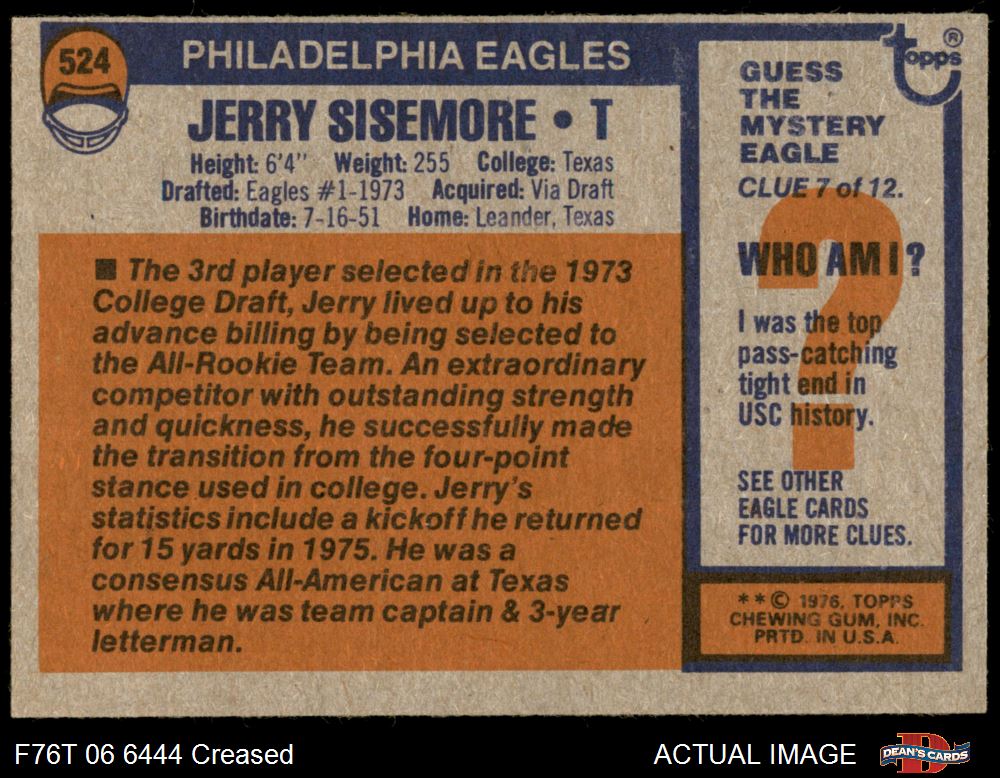 524
PHILADELPHIA EAGLES
topps®
JERRY SISEMORE • T
Height: 6'4" Weight: 255 College: Texas
Drafted: Eagles #1-1973 Acquired: Via Draft
Birthdate: 7-16-51 Home: Leander, Texas
■ The 3rd player selected in the 1973
College Draft, Jerry lived up to his
advance billing by being selected to
the All-Rookie Team. An extraordinary
competitor with outstanding strength
and quickness, he successfully made
the transition from the four-point
stance used in college. Jerry's
statistics include a kickoff he returned
for 15 yards in 1975. He was a
consensus All-American at Texas
where he was team captain & 3-year
letterman.
GUESS
THE
MYSTERY
EAGLE
CLUE 7 of 12.
?
WHO AM I?
I was the top
pass-catching
tight end in
USC history.
SEE OTHER
EAGLE CARDS
FOR MORE CLUES.
**© 1976, TOPPS
CHEWING GUM, INC.
PRTD. IN U.S.A.
F76T 06 6444 Creased
ACTUAL IMAGE
D
DEAN'S CARDS